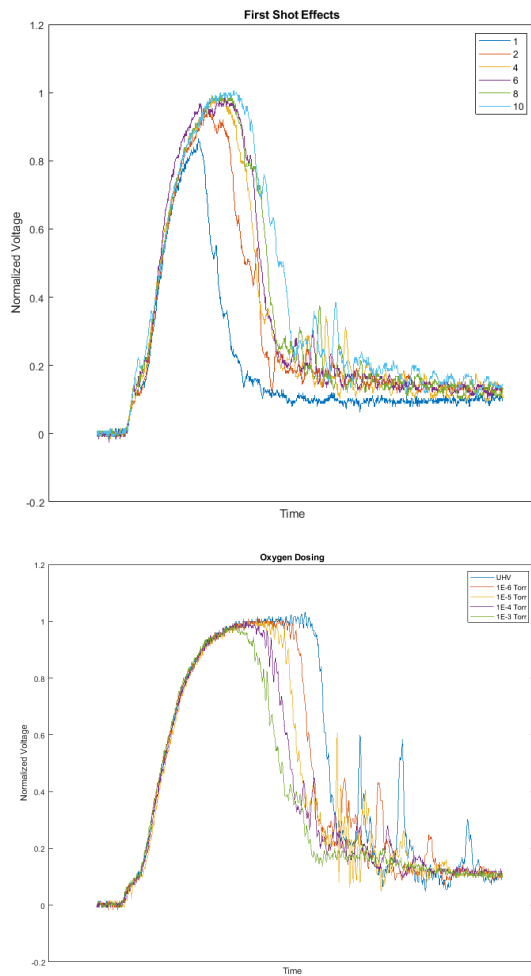 First Shot Effects
1.2
1
0.8
0.6
0.4
0.2
0
-0.2
Normalized Voltage
Time
1
2
4
6
8
10
Oxygen Dosing
1.2
1
0.8
0.6
0.4
0.2
0
-0.2
Normalized Voltage
Time
UHV
1E-6 Torr
1E-5 Torr
1E-4 Torr
1E-3 Torr